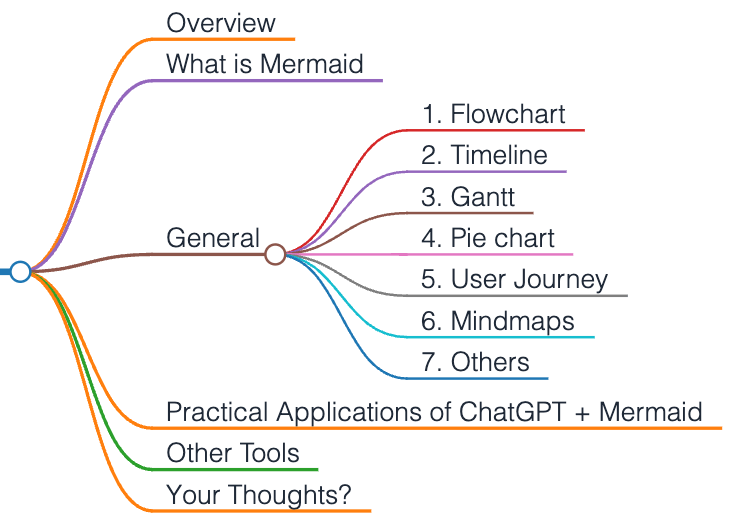 Overview
What is Mermaid
General
1. Flowchart
2. Timeline
3. Gantt
4. Pie chart
5. User Journey
6. Mindmaps
7. Others
Practical Applications of ChatGPT + Mermaid
Other Tools
Your Thoughts?